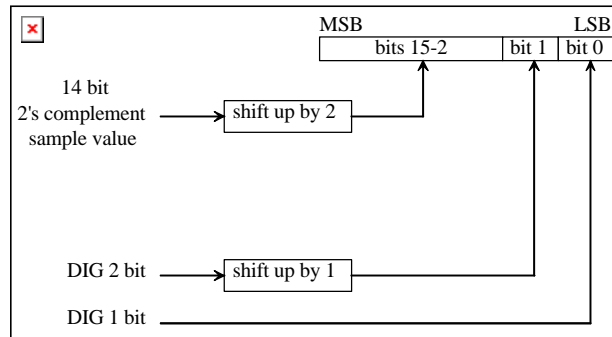 MSB LSB
bits 15-2 bit 1 bit 0
14 bit
2's complement
sample value
shift up by 2
DIG 2 bit
shift up by 1
DIG 1 bit